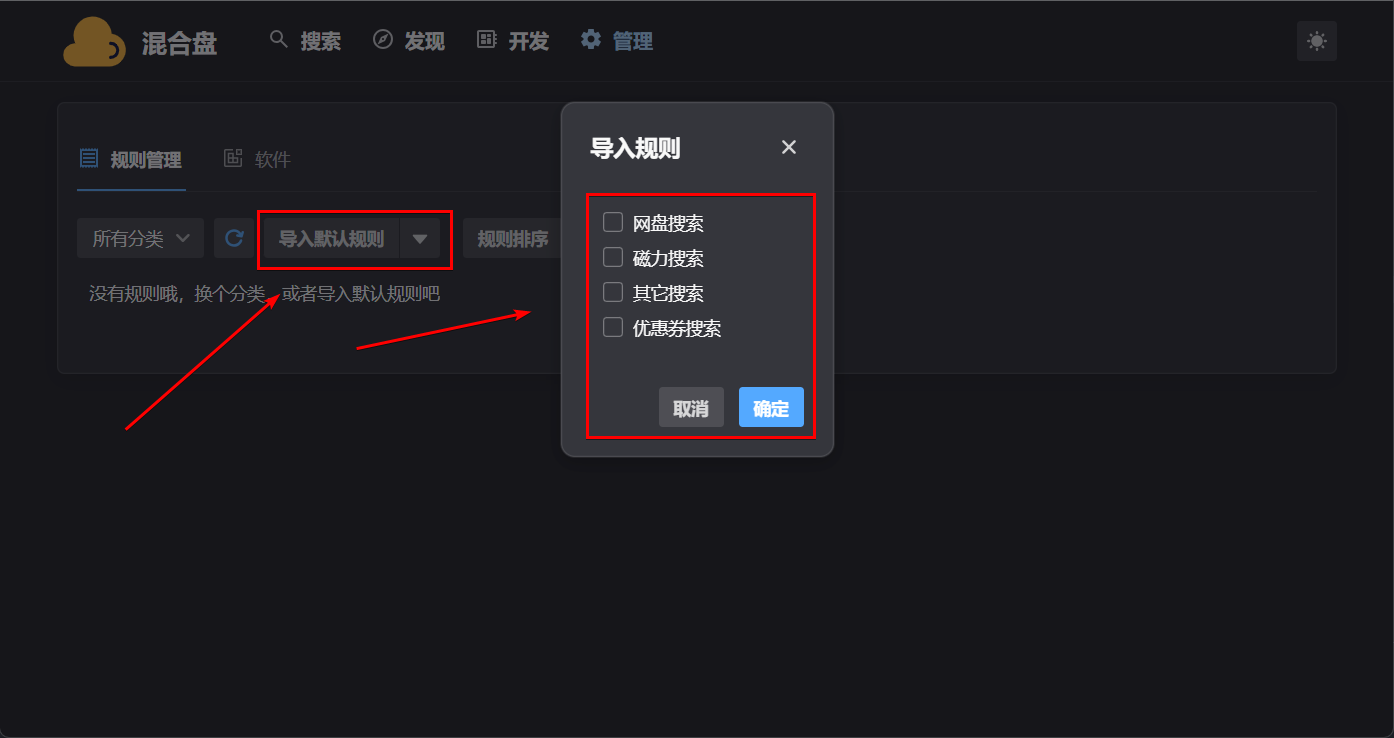 混合盘 搜索 发现 开发 管理
规则管理 软件
所有分类 导入默认规则 规则排序
没有规则哦，换个分类，或者导入默认规则吧
导入规则
网盘搜索
磁力搜索
其它搜索
优惠券搜索
取消 确定